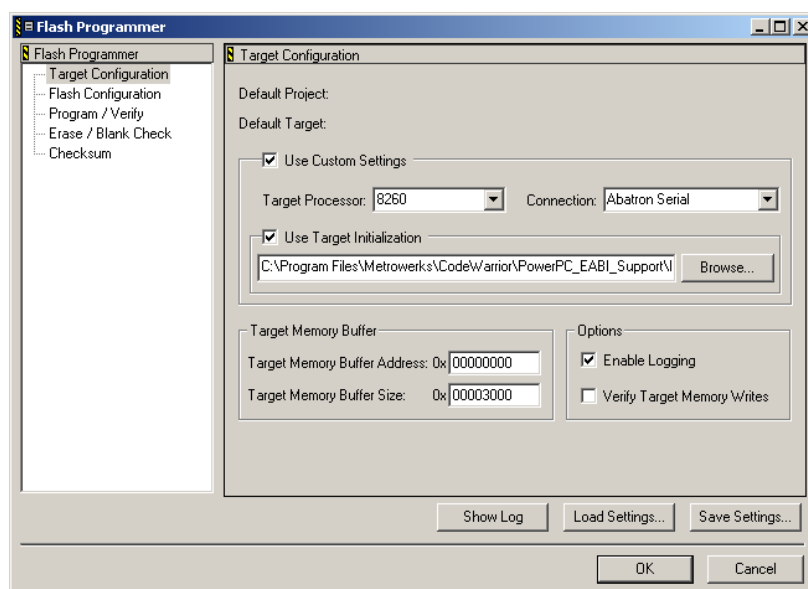 Flash Programmer
Flash Programmer
Target Configuration
Flash Configuration
Program / Verify
Erase / Blank Check
Checksum
Target Configuration
Default Project:
Default Target:
Use Custom Settings
Target Processor: 8260 Connection: Abatron Serial
Use Target Initialization
C:\Program Files\Metrowerks\CodeWarrior\PowerPC_EABI_Support\I Browse...
Target Memory Buffer
Target Memory Buffer Address: 0x 00000000
Target Memory Buffer Size: 0x 00003000
Options
Enable Logging
Verify Target Memory Writes
Show Log Load Settings... Save Settings...
OK Cancel